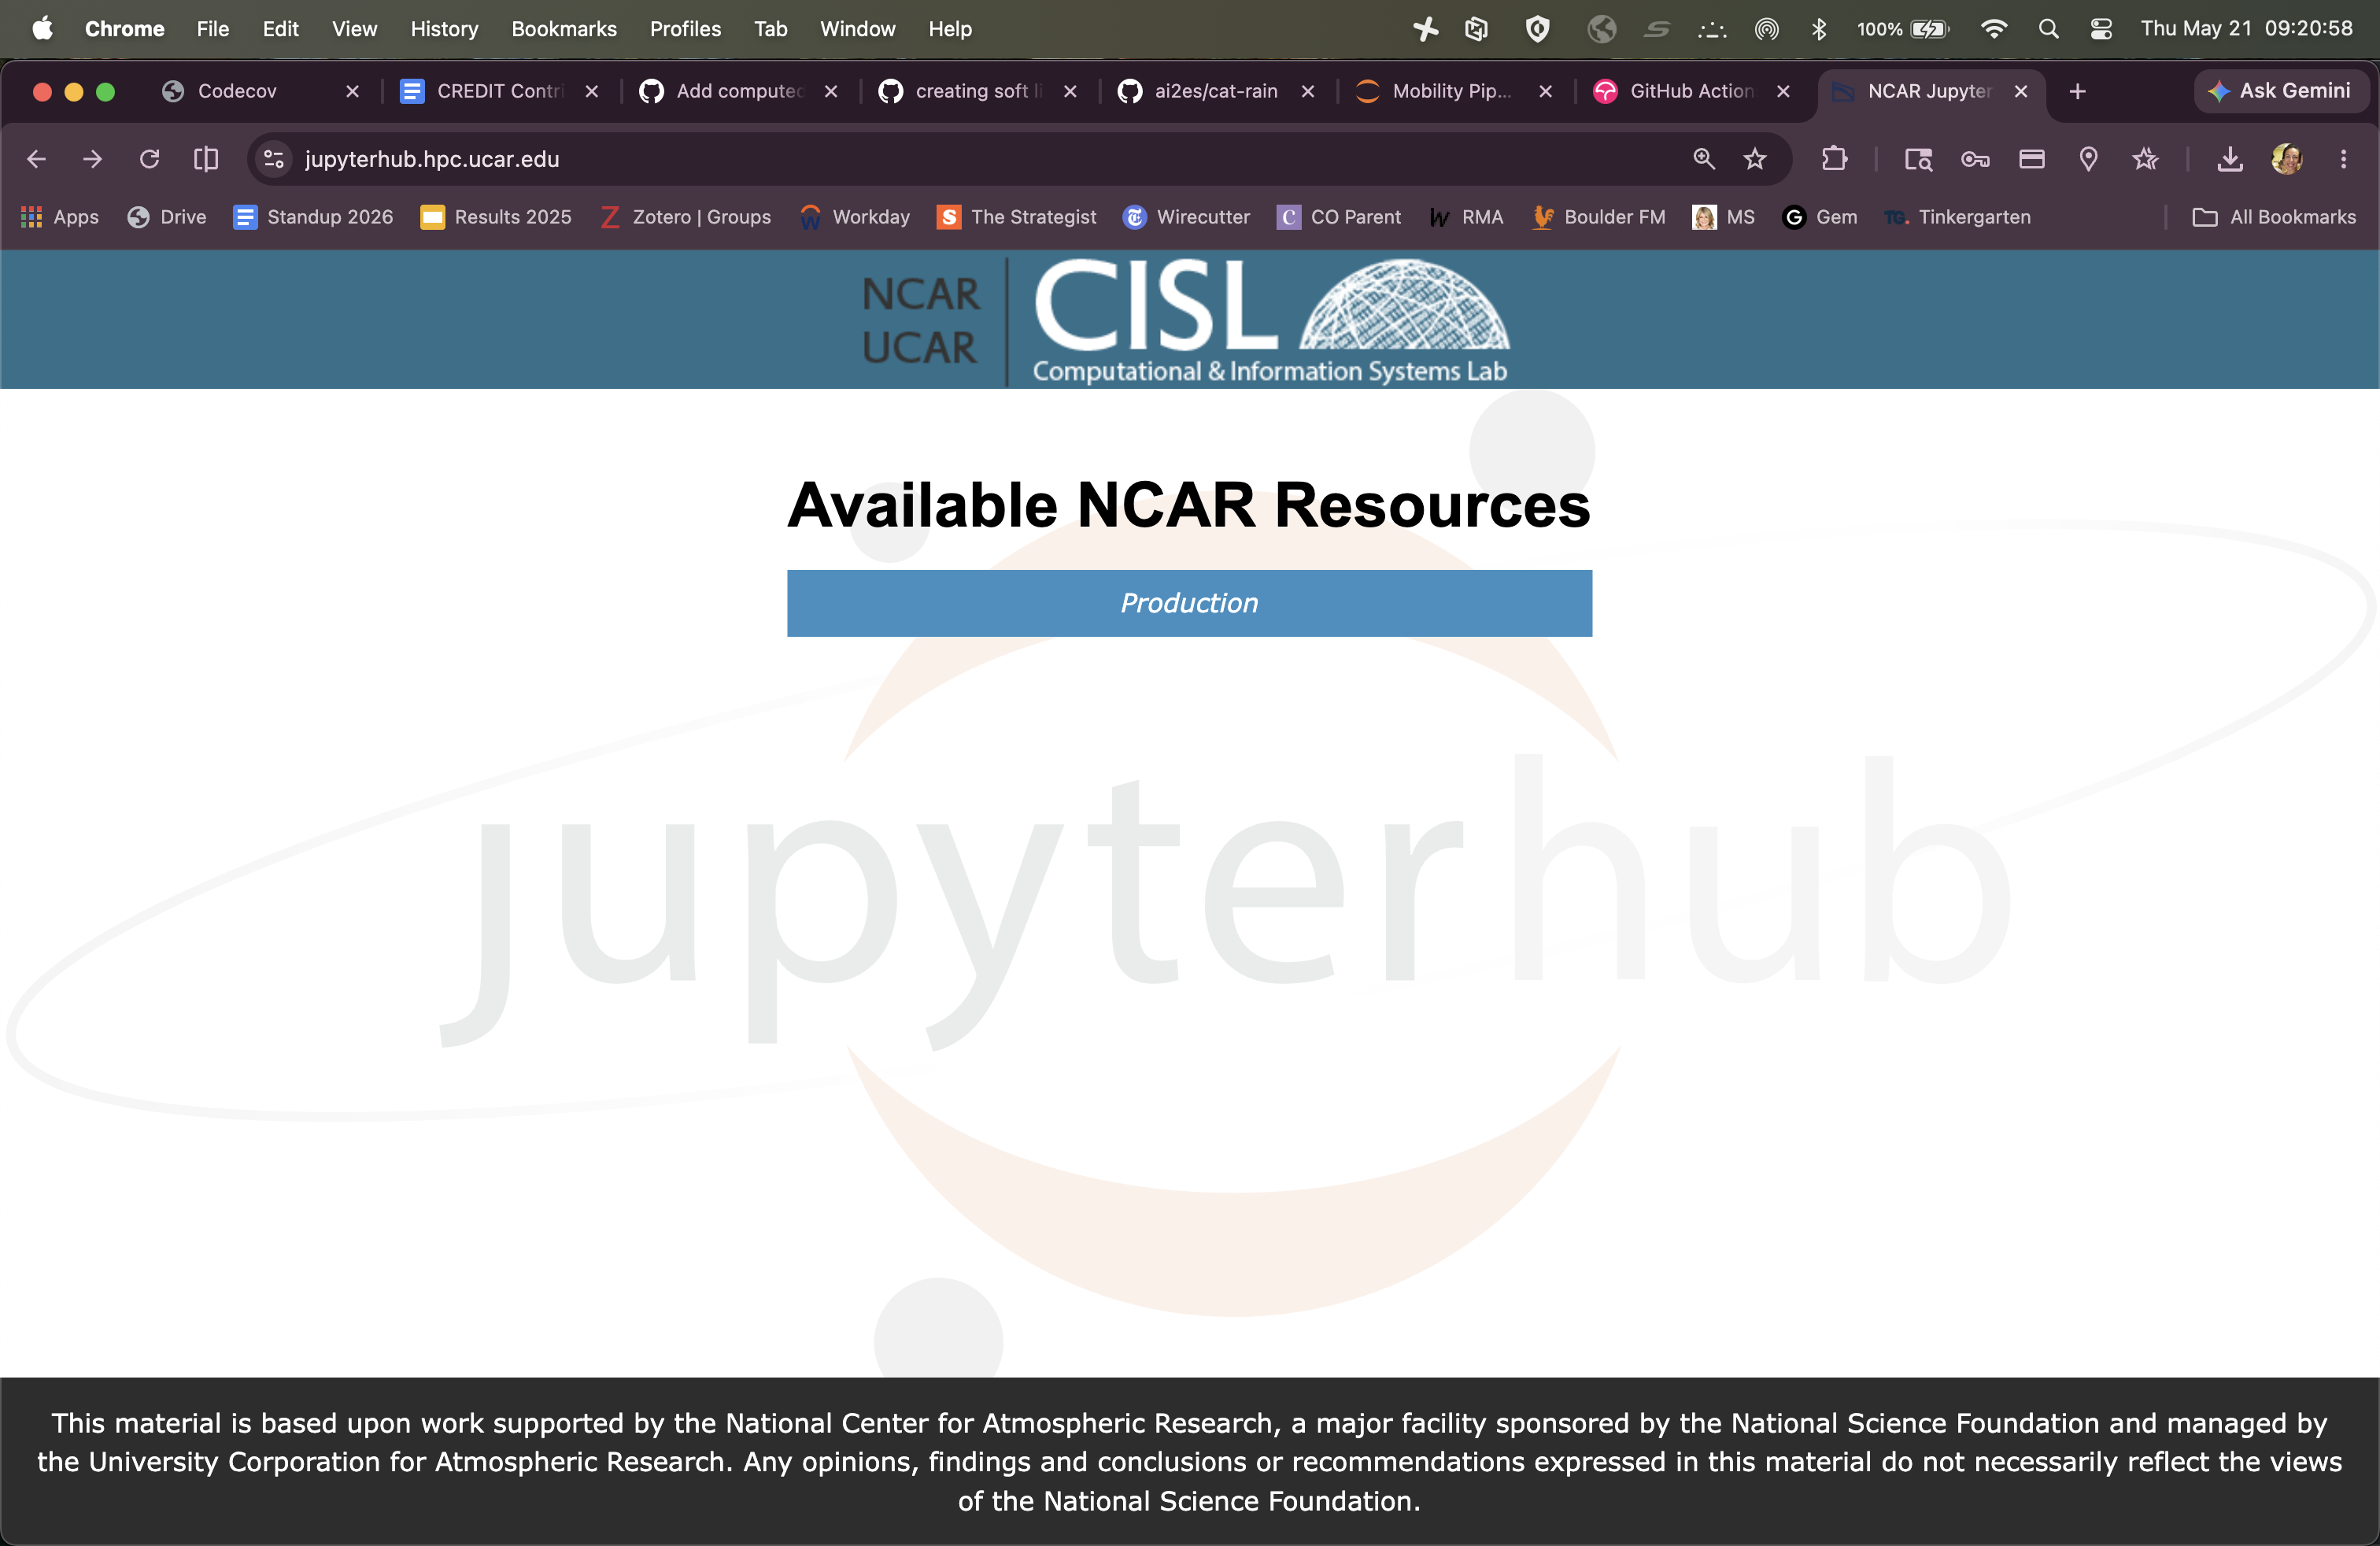 Chrome File Edit View History Bookmarks Profiles Tab Window Help 100% Thu May 21 09:20:58
Codecov CREDIT Contri Add computed creating soft li ai2es/cat-rain Mobility Pip... GitHub Action NCAR Jupyter Ask Gemini
jupyterhub.hpc.ucar.edu
Apps Drive Standup 2026 Results 2025 Z Zotero | Groups W Workday S The Strategist T Wirecutter C CO Parent W RMA Boulder FM MS G Gem TG. Tinkergarten All Bookmarks
NCAR
UCAR
CISL
Computational & Information Systems Lab
Available NCAR Resources
Production
jupyterhub
This material is based upon work supported by the National Center for Atmospheric Research, a major facility sponsored by the National Science Foundation and managed by
the University Corporation for Atmospheric Research. Any opinions, findings and conclusions or recommendations expressed in this material do not necessarily reflect the views
of the National Science Foundation.